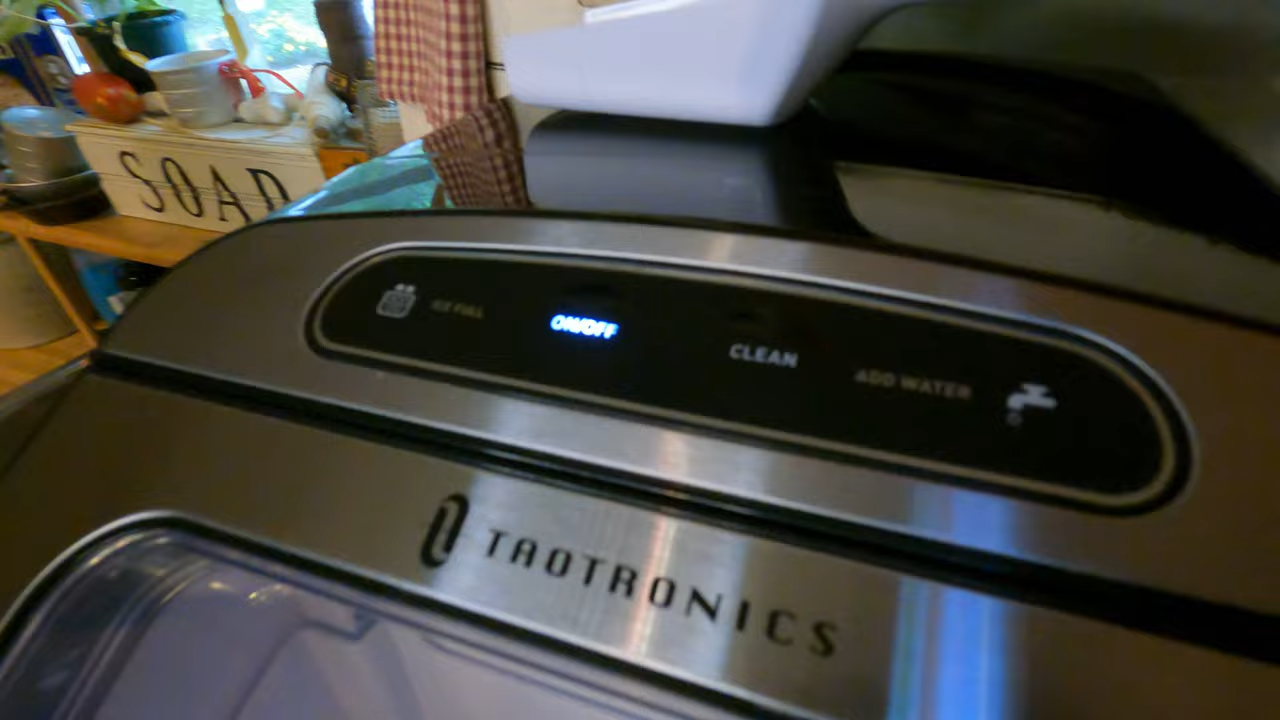 SOAP
ICE FULL
ON/OFF
CLEAN
ADD WATER
TAOTRONICS